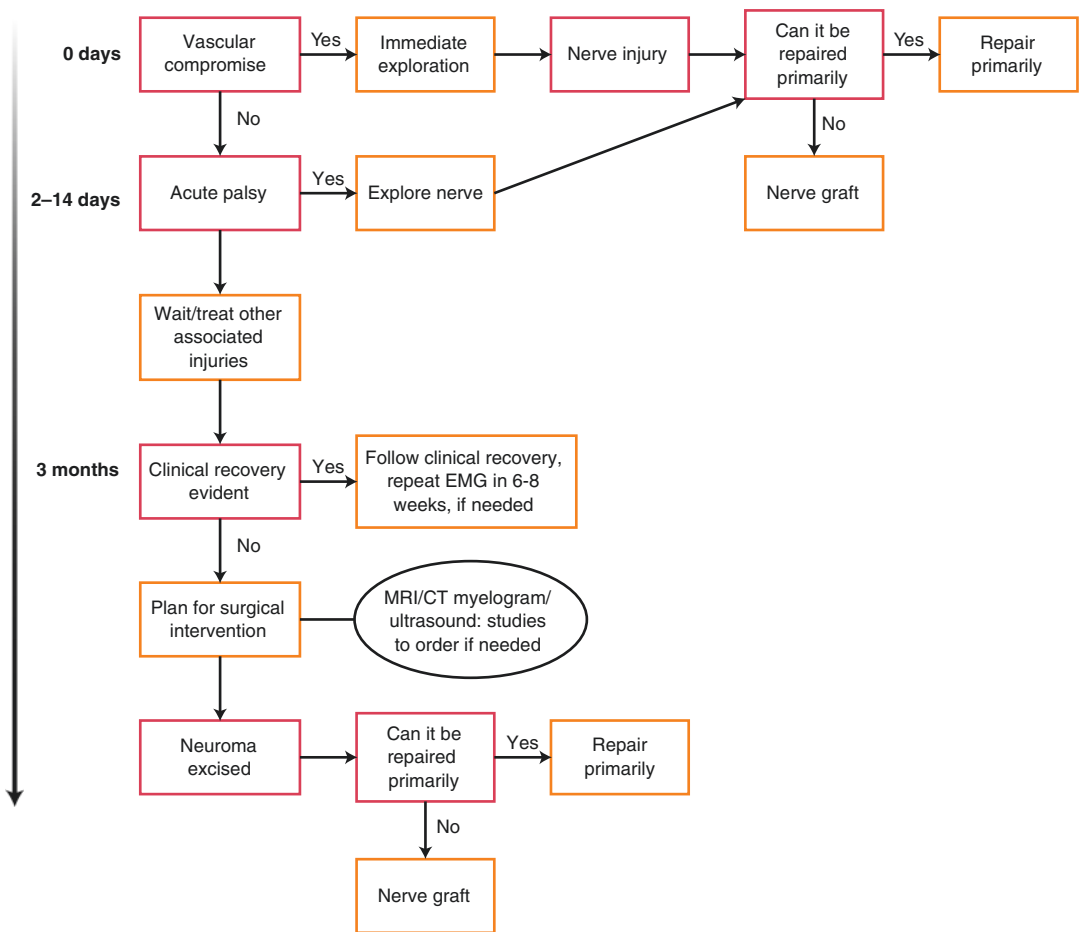 0 days
Vascular
compromise
Yes
Immediate
exploration
Nerve injury
Can it be
repaired
primarily
Yes
Repair
primarily
No
No
2–14 days
Acute palsy
Yes
Explore nerve
Nerve graft
Wait/treat other
associated
injuries
3 months
Clinical recovery
evident
Yes
Follow clinical recovery,
repeat EMG in 6-8
weeks, if needed
No
Plan for surgical
intervention
MRI/CT myelogram/
ultrasound: studies
to order if needed
Neuroma
excised
Can it be
repaired
primarily
Yes
Repair
primarily
No
Nerve graft